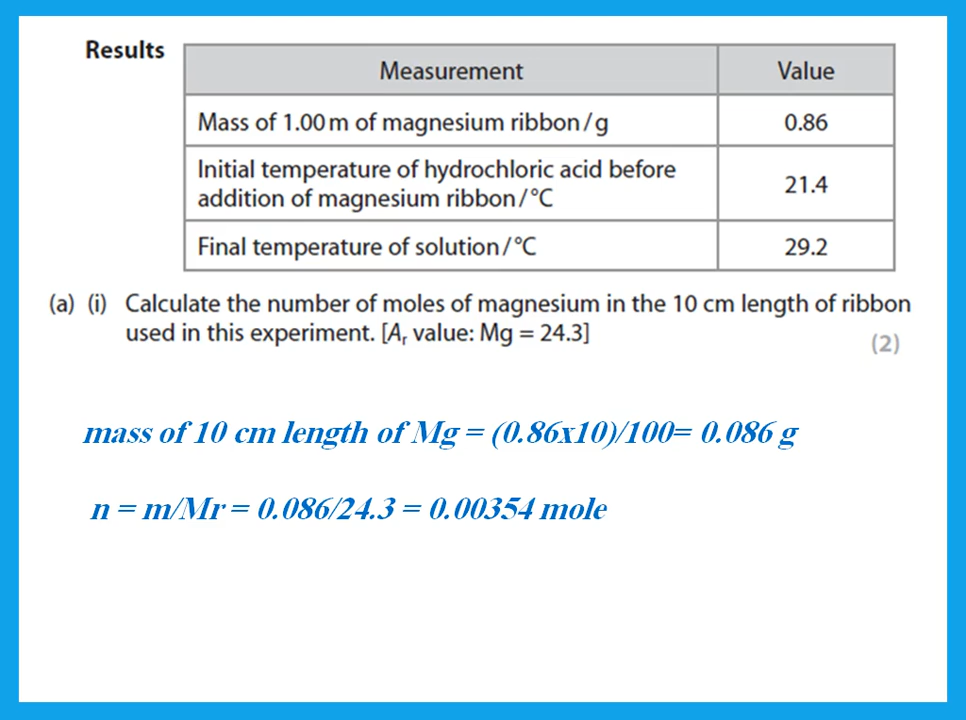 Results
Measurement Value
Mass of 1.00 m of magnesium ribbon / g 0.86
Initial temperature of hydrochloric acid before
addition of magnesium ribbon / °C 21.4
Final temperature of solution / °C 29.2
(a) (i) Calculate the number of moles of magnesium in the 10 cm length of ribbon
used in this experiment. [Ar value: Mg = 24.3]
(2)
mass of 10 cm length of Mg = (0.86x10)/100= 0.086 g
n = m/Mr = 0.086/24.3 = 0.00354 mole